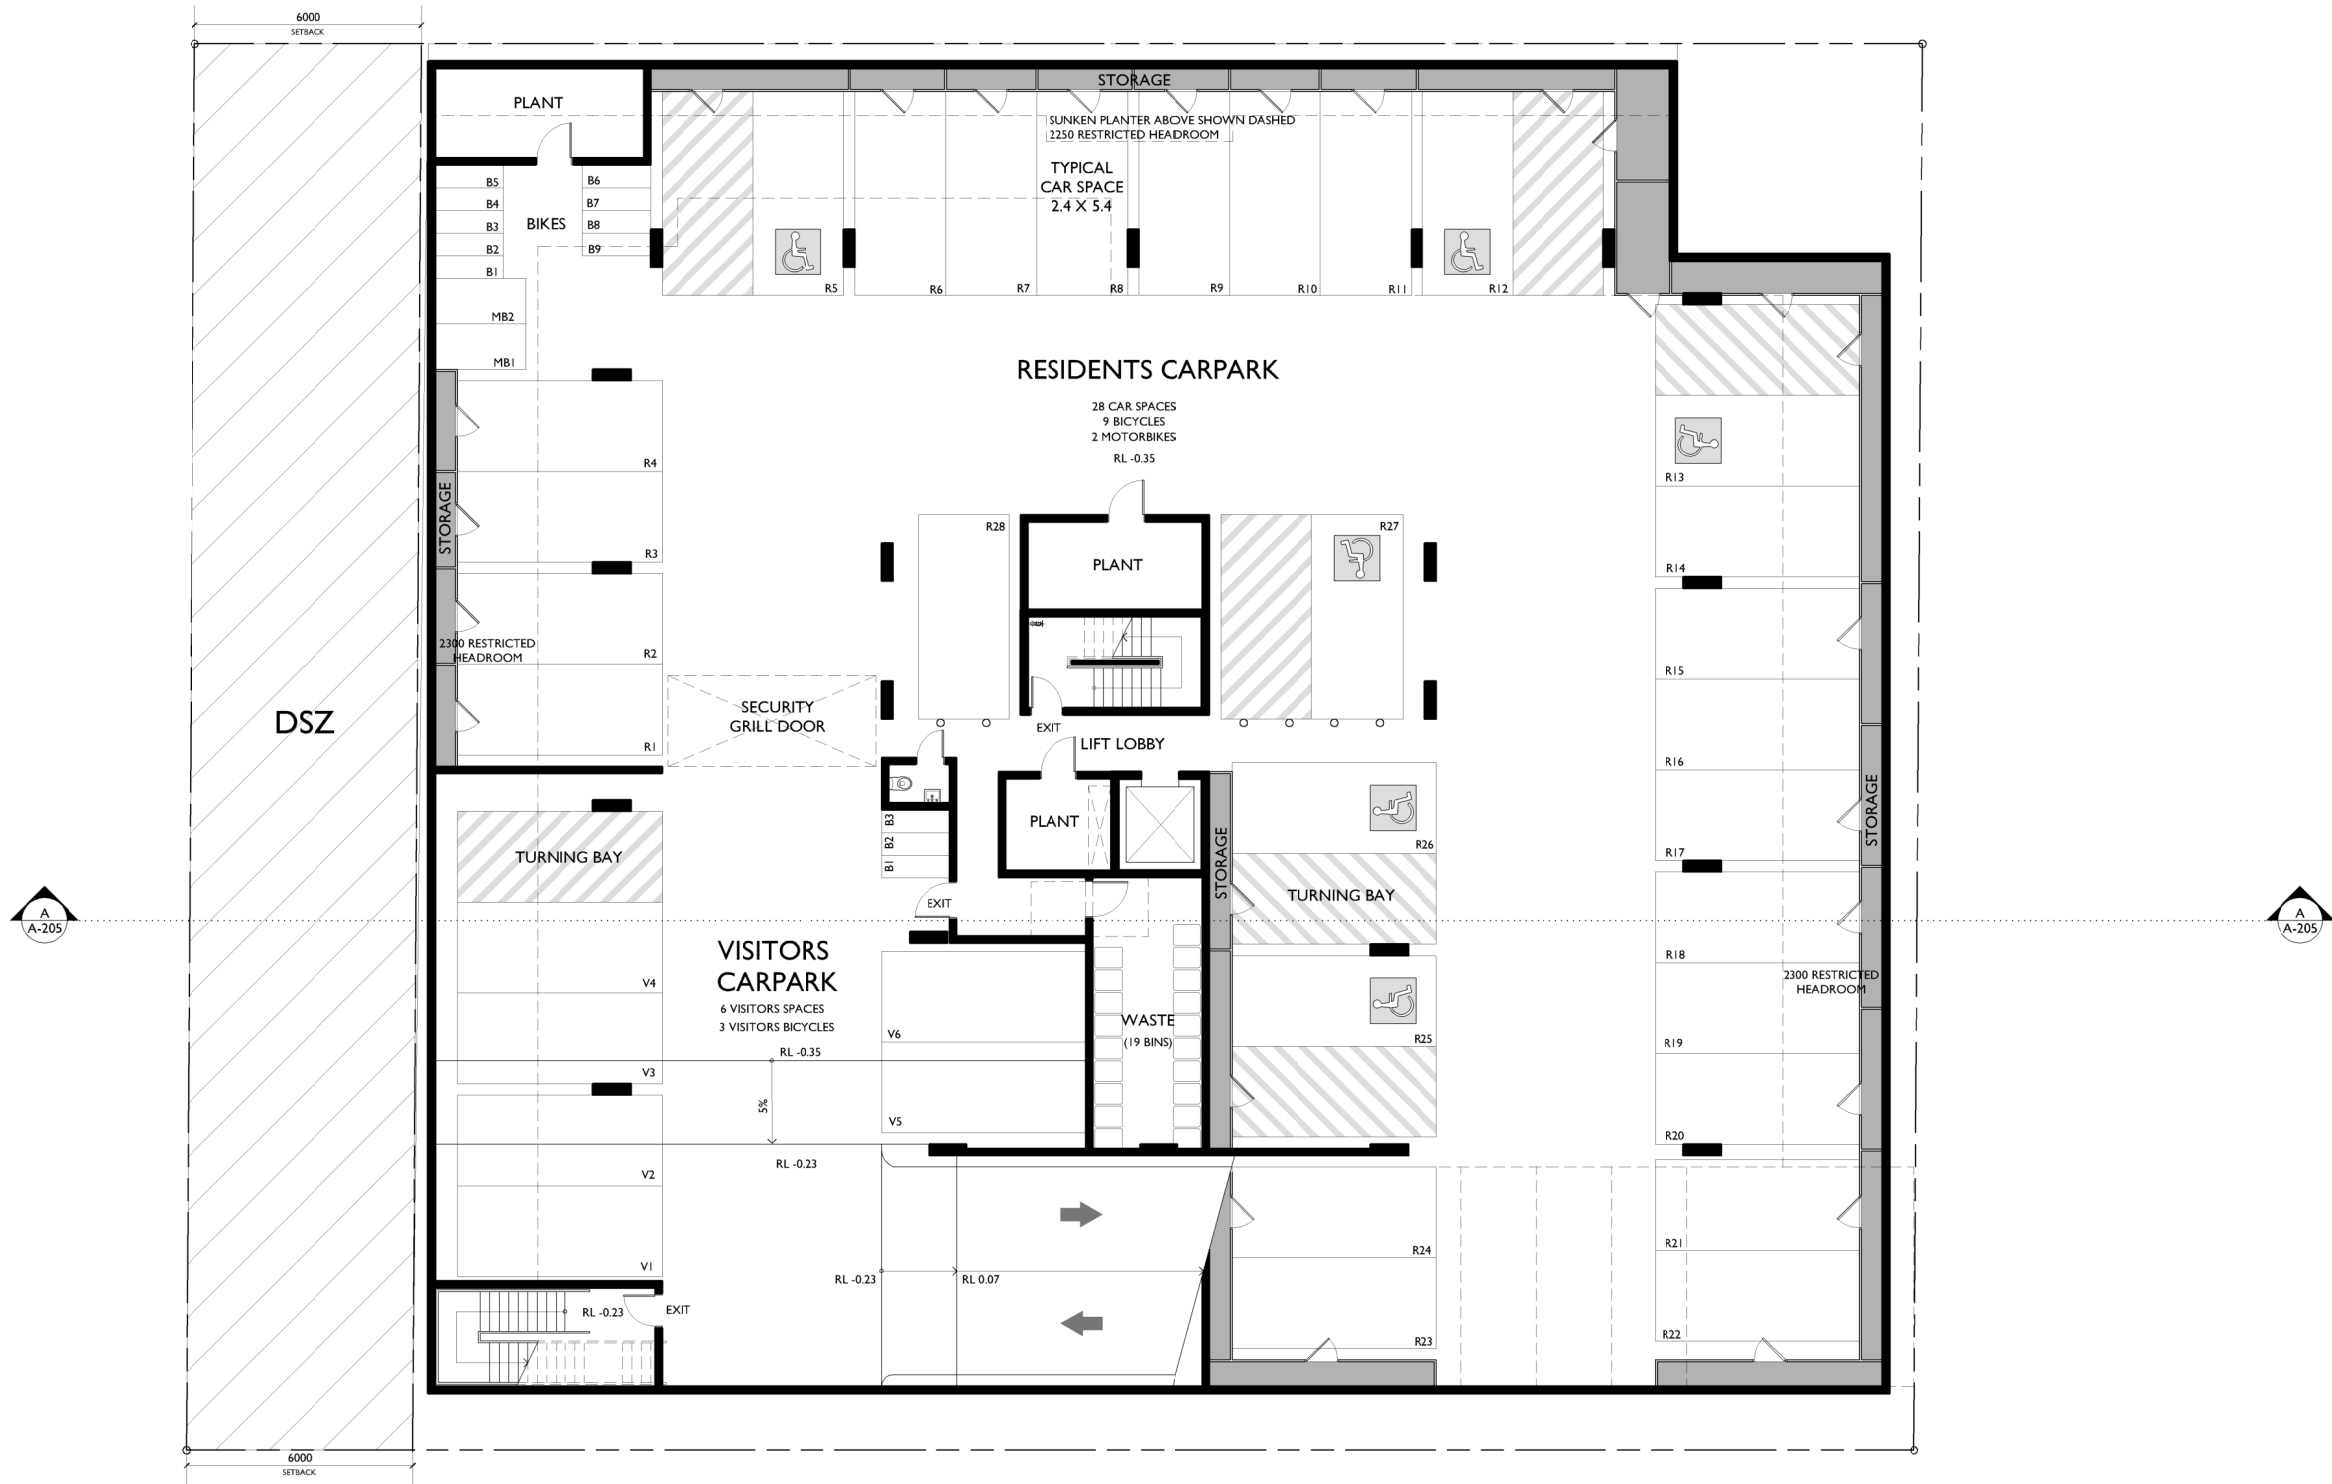 6000
SETBACK
PLANT
STORAGE
SUNKEN PLANTER ABOVE SHOWN DASHED
2250 RESTRICTED HEADROOM
TYPICAL
CAR SPACE
2.4 X 5.4
B5
B6
B4
B7
BIKES
B3
B8
B2
B9
B1
R5
R6
R7
R8
R9
R10
R11
R12
MB2
MB1
RESIDENTS CARPARK
28 CAR SPACES
9 BICYCLES
2 MOTORBIKES
RL -0.35
R4
R13
STORAGE
R3
R28
PLANT
R27
R14
2300 RESTRICTED
HEADROOM
R2
R15
DSZ
SECURITY
GRILL DOOR
R1
EXIT
LIFT LOBBY
R16
B3
B2
B1
PLANT
STORAGE
R26
STORAGE
R17
TURNING BAY
TURNING BAY
A
A-205
EXIT
A
A-205
VISITORS
CARPARK
6 VISITORS SPACES
3 VISITORS BICYCLES
V4
R18
2300 RESTRICTED
HEADROOM
V6
WASTE
(19 BINS)
R25
R19
RL -0.35
V3
5%
V5
R20
RL -0.23
V2
R24
R21
V1
RL -0.23
RL 0.07
RL -0.23
EXIT
R23
R22
6000
SETBACK